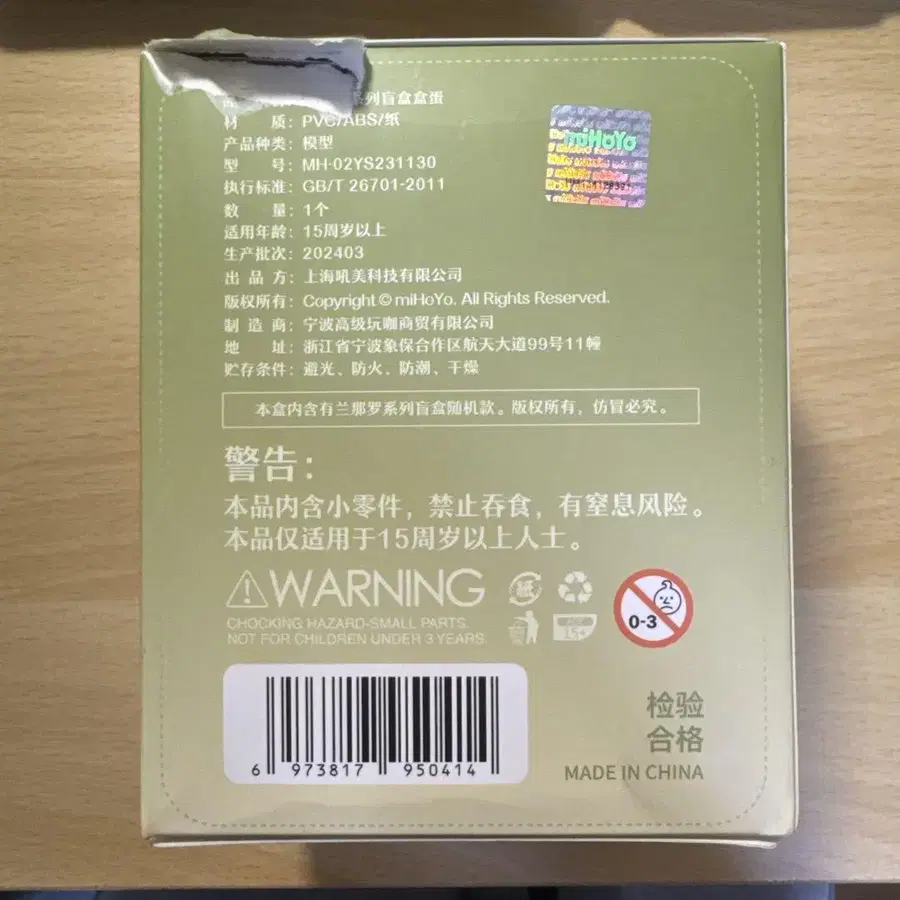 系列盲盒盒蛋
材 质：PVC/ABS/纸
产品种类：模型
型 号：MH-02YS231130
执行标准：GB/T 26701-2011
数 量：1个
适用年龄：15周岁以上
生产批次：202403
出 品 方：上海吼美科技有限公司
版权所有：Copyright © miHoYo. All Rights Reserved.
制 造 商：宁波高级玩咖商贸有限公司
地 址：浙江省宁波象保合作区航天大道99号11幢
贮存条件：避光、防火、防潮、干燥
miHoYo
本盒内含有兰那罗系列盲盒随机款。版权所有，仿冒必究。
警告：
本品内含小零件，禁止吞食，有窒息风险。
本品仅适用于15周岁以上人士。
WARNING
CHOCKING HAZARD-SMALL PARTS.
NOT FOR CHILDREN UNDER 3 YEARS.
紙
15+
0-3
6 973817 950414
检验
合格
MADE IN CHINA